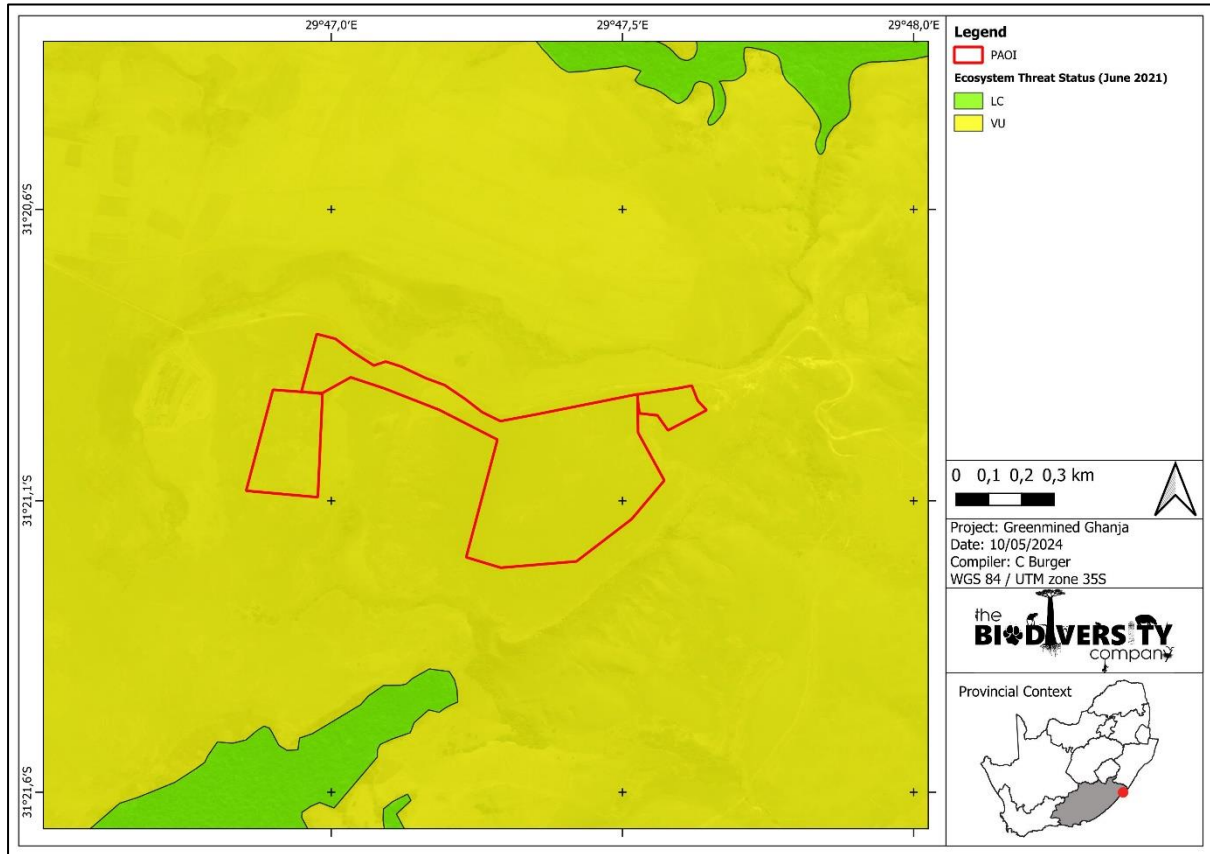 29°47,0′E
29°47,5′E
29°48,0′E
31°20,6′S
31°21,1′S
31°21,6′S
Legend
PAOI
Ecosystem Threat Status (June 2021)
LC
VU
0 0,1 0,2 0,3 km
Project: Greenmined Ghanja
Date: 10/05/2024
Compiler: C Burger
WGS 84 / UTM zone 35S
the
BIODIVERSITY
company
Provincial Context